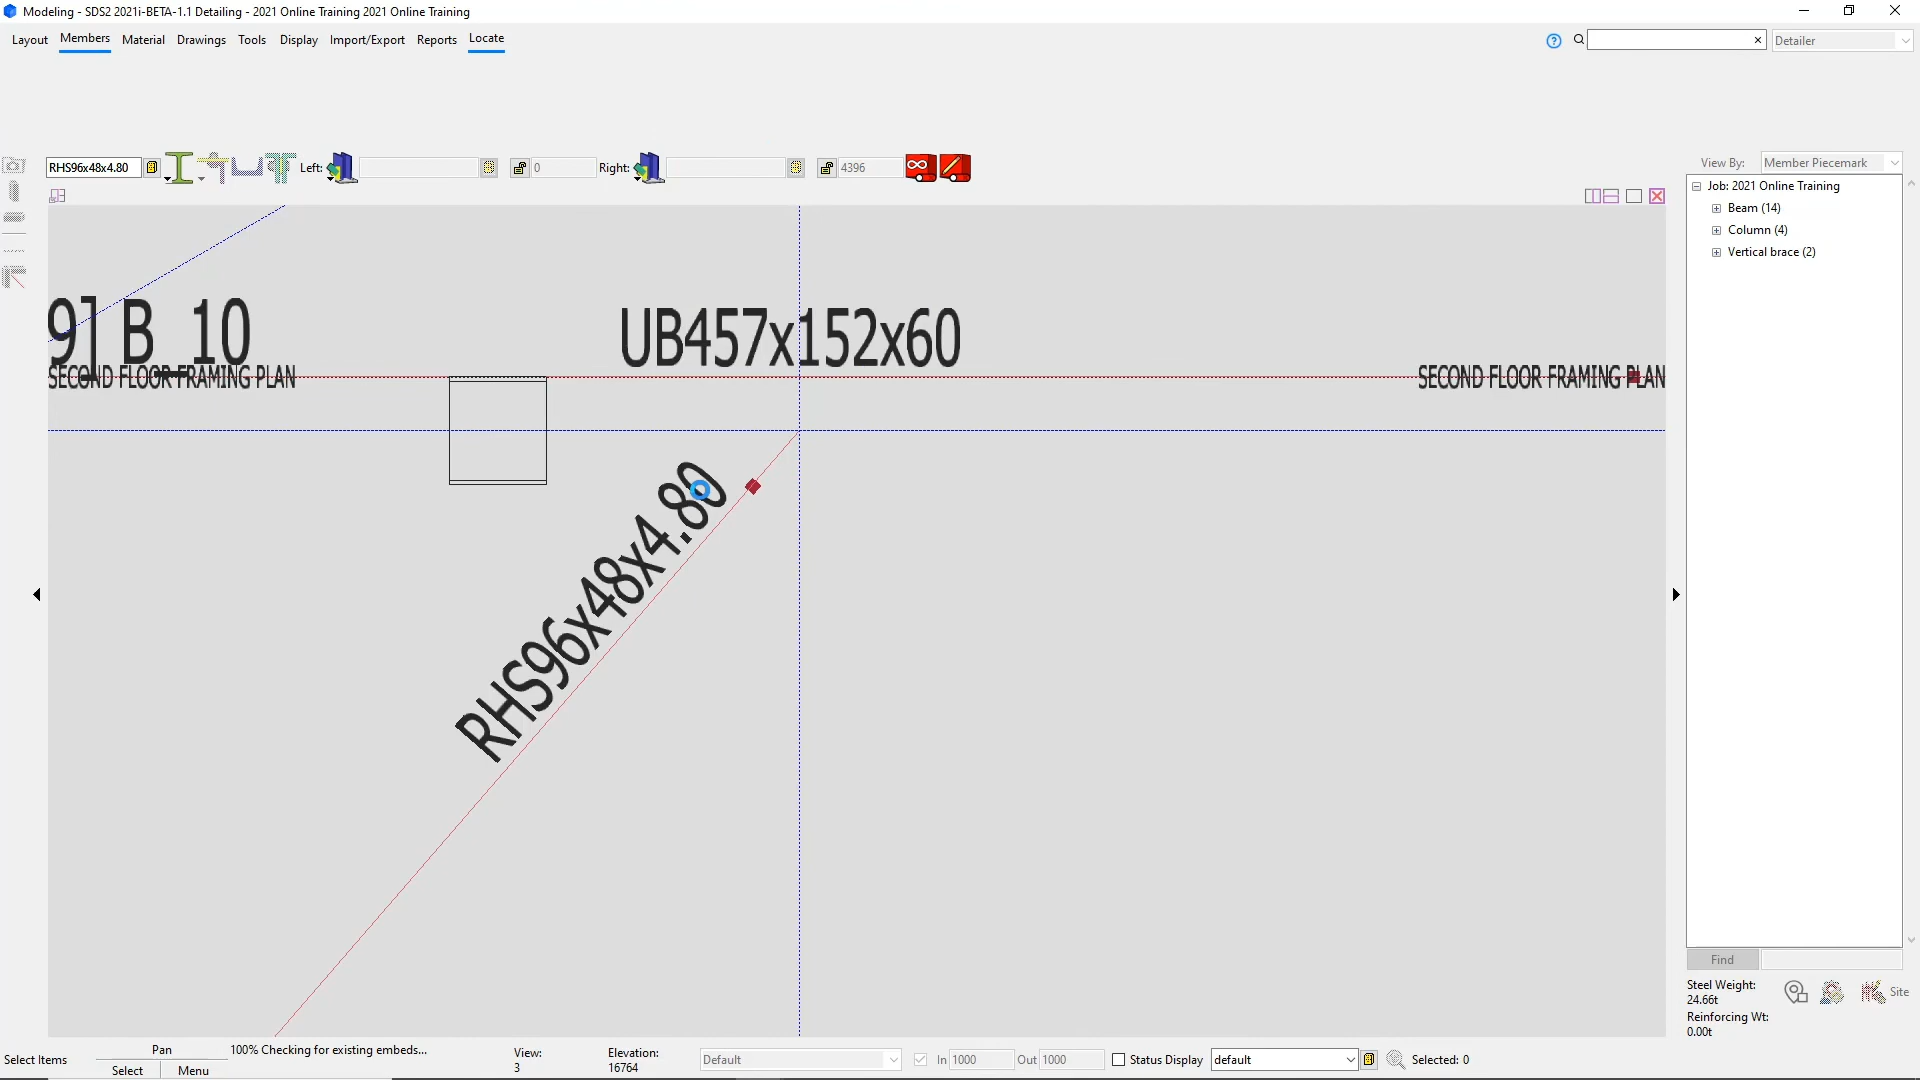 Modeling - SDS2 2021i-BETA-1.1 Detailing - 2021 Online Training 2021 Online Training
Layout Members Material Drawings Tools Display Import/Export Reports Locate
Detailer
RHS96x48x4.80 Left: 0 Right: 4396
View By: Member Piecemark
Job: 2021 Online Training
Beam (14)
Column (4)
Vertical brace (2)
9] B_10
UB457x152x60
SECOND FLOOR FRAMING PLAN
SECOND FLOOR FRAMING PLAN
RHS96x48x4.80
Find
Steel Weight:
24.66t
Reinforcing Wt:
0.00t
Site
Select Items
Pan
Select Menu
100% Checking for existing embeds...
View:
3
Elevation:
16764
Default
In 1000 Out 1000
Status Display default
Selected: 0